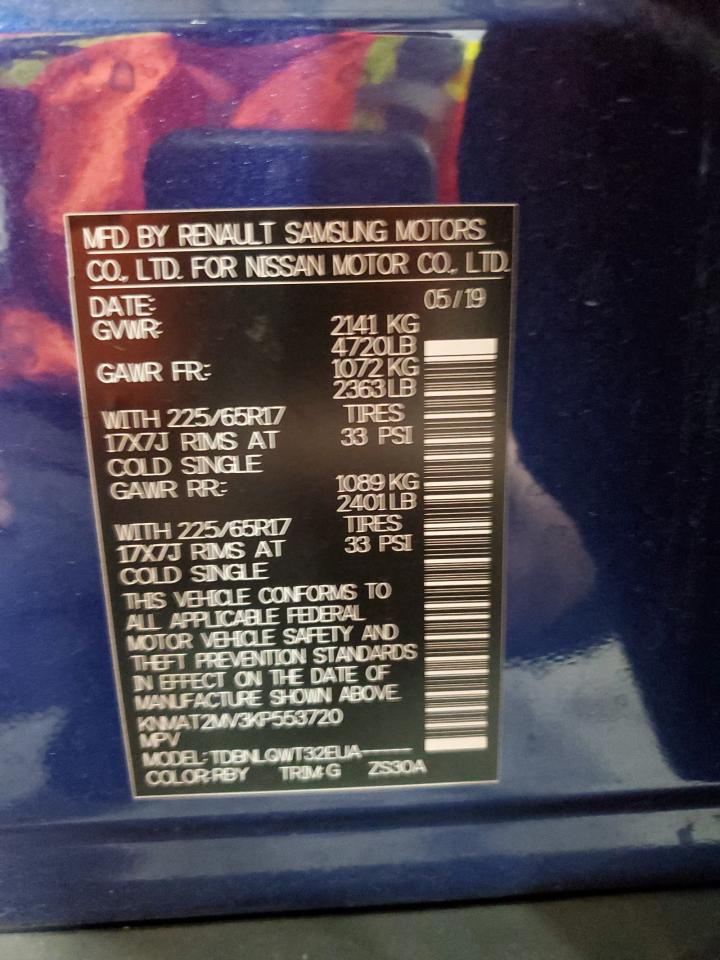 MFD BY RENAULT SAMSUNG MOTORS
CO., LTD. FOR NISSAN MOTOR CO., LTD.
DATE: 05/19
GVWR: 2141 KG
4720LB
GAWR FR: 1072 KG
2363LB
WITH 225/65R17 TIRES
17X7J RIMS AT 33 PSI
COLD SINGLE
GAWR RR: 1089 KG
2401LB
WITH 225/65R17 TIRES
17X7J RIMS AT 33 PSI
COLD SINGLE
THIS VEHICLE CONFORMS TO
ALL APPLICABLE FEDERAL
MOTOR VEHICLE SAFETY AND
THEFT PREVENTION STANDARDS
IN EFFECT ON THE DATE OF
MANUFACTURE SHOWN ABOVE.
KNMAT2MV3KP553720
MPV
MODEL:TDBNLQWT32EUA-----
COLOR:RBY TRIM:G ZS30A